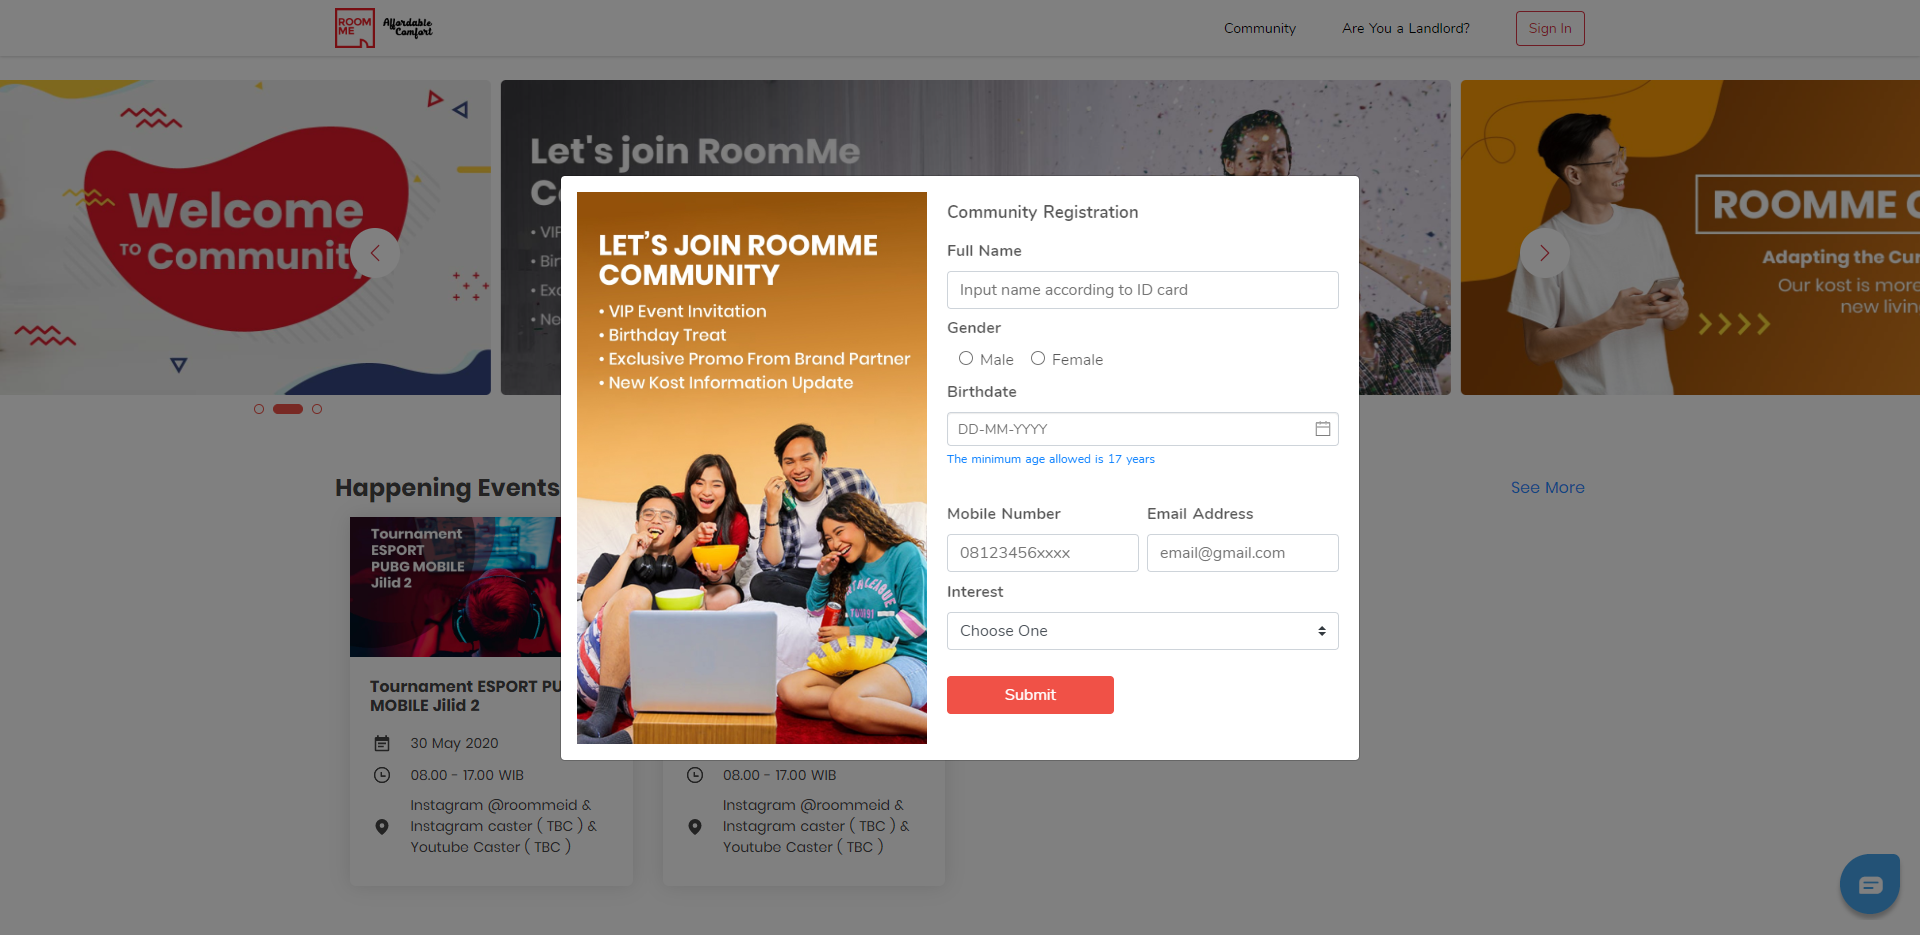 ROOM
ME
Affordable
Comfort
Community
Are You a Landlord?
Sign In
Welcome
TO Communit
Let's join RoomMe
C
• VIP
• Bir
• Exc
• Ne
ROOMME C
Adapting the Cur
Our kost is more
new livin
LET'S JOIN ROOMME
COMMUNITY
• VIP Event Invitation
• Birthday Treat
• Exclusive Promo From Brand Partner
• New Kost Information Update
Community Registration
Full Name
Input name according to ID card
Gender
Male
Female
Birthdate
DD-MM-YYYY
The minimum age allowed is 17 years
Mobile Number
Email Address
08123456xxxx
email@gmail.com
Interest
Choose One
Submit
Happening Events
See More
Tournament
ESPORT
PUBG MOBILE
Jilid 2
Tournament ESPORT PU
MOBILE Jilid 2
30 May 2020
08.00 - 17.00 WIB
Instagram @roommeid &
Instagram caster ( TBC ) &
Youtube Caster ( TBC )
08.00 - 17.00 WIB
Instagram @roommeid &
Instagram caster ( TBC ) &
Youtube Caster ( TBC )